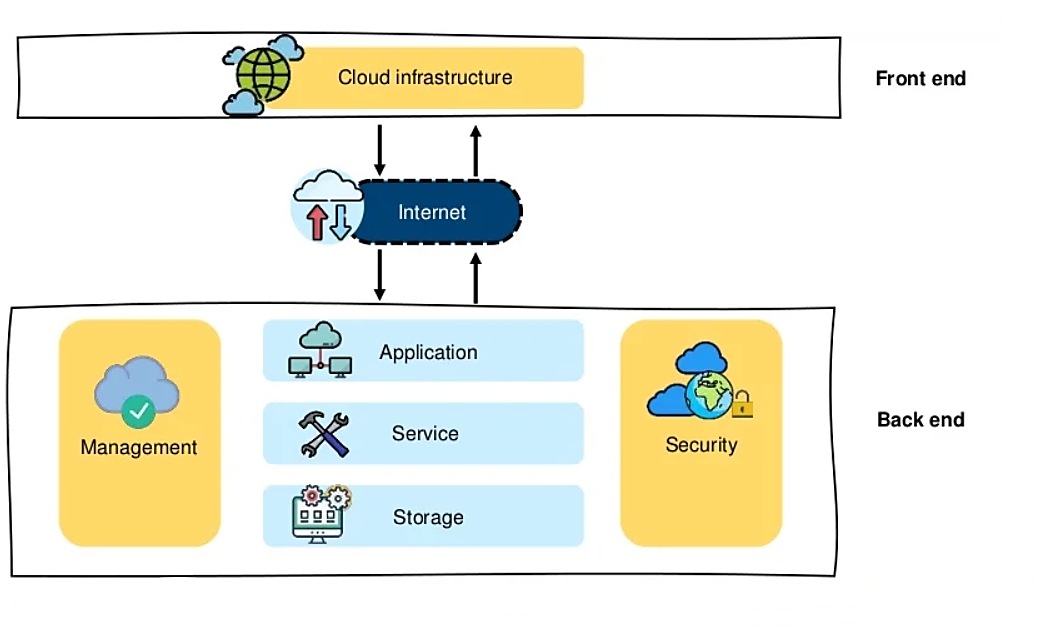 Cloud infrastructure
Front end
Internet
Application
Management
Service
Security
Back end
Storage